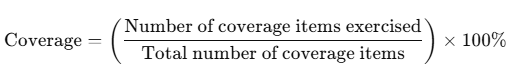 Coverage = (Number of coverage items exercised / Total number of coverage items) × 100%